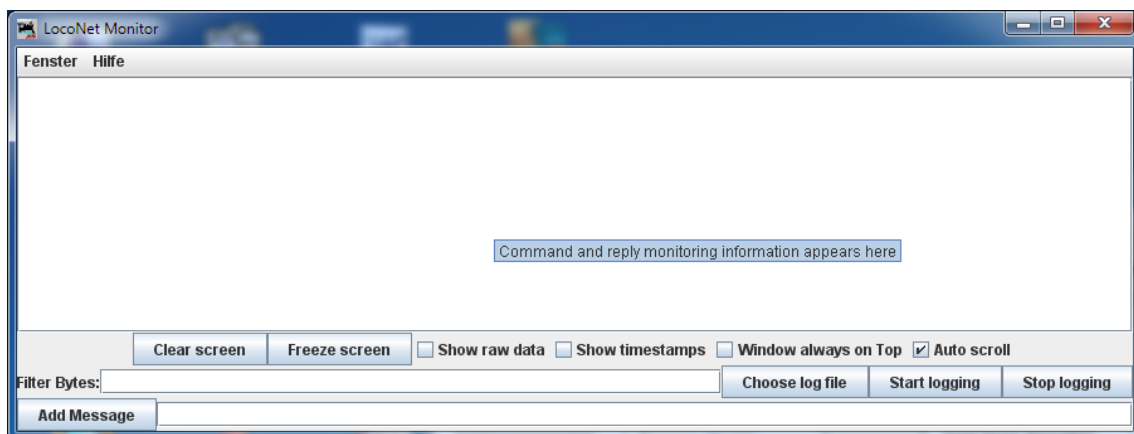 LocoNet Monitor
Fenster Hilfe
Command and reply monitoring information appears here
Clear screen Freeze screen Show raw data Show timestamps Window always on Top Auto scroll
Filter Bytes: Choose log file Start logging Stop logging
Add Message